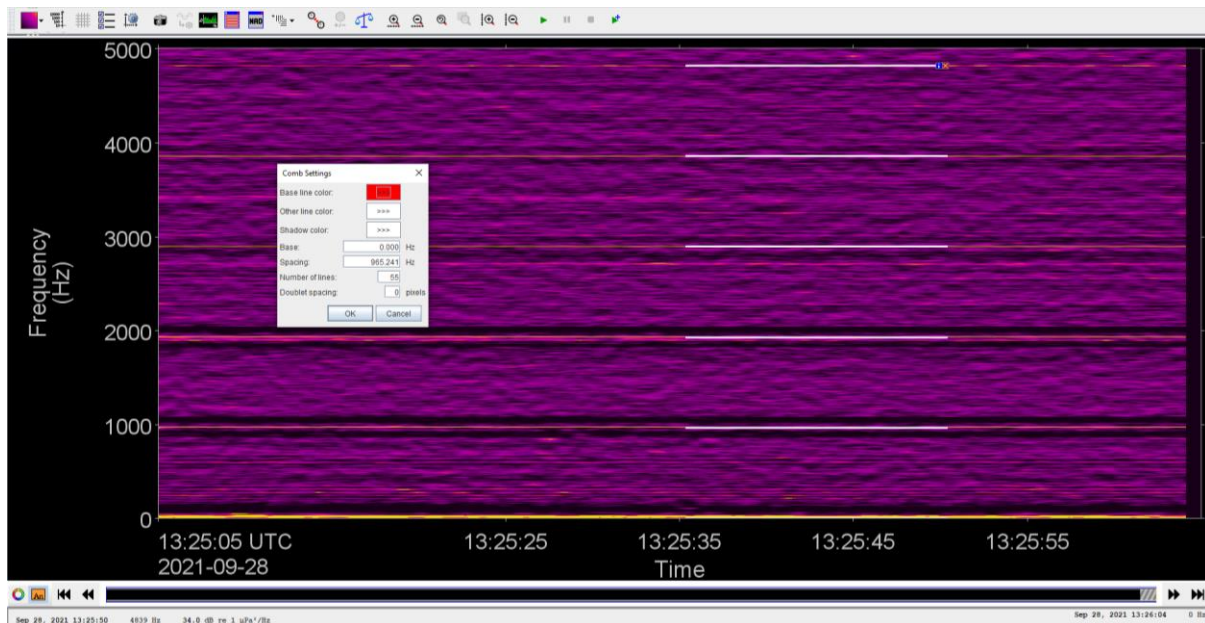 HAD
5000
4000
3000
2000
1000
0
Frequency
(Hz)
Comb Settings
Base line color: >>>
Other line color: >>>
Shadow color: >>>
Base: 0.000 Hz
Spacing: 965.241 Hz
Number of lines: 55
Doublet spacing: 0 pixels
OK Cancel
13:25:05 UTC 13:25:25 13:25:35 13:25:45 13:25:55
2021-09-28
Time
Sep 28, 2021 13:25:50 4839 Hz 34.0 dB re 1 µPa²/Hz
Sep 28, 2021 13:26:04 0 Hz